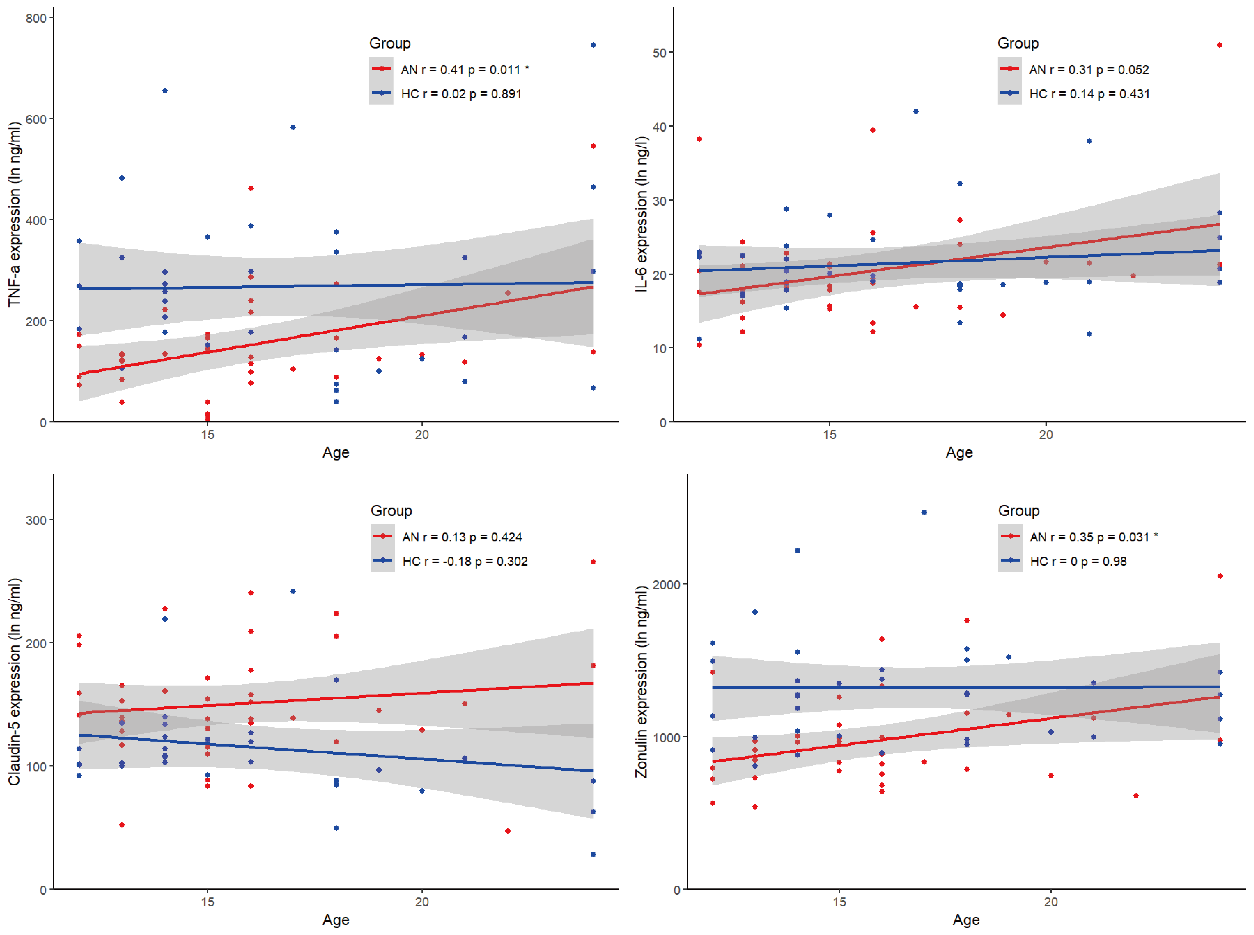 800
600
400
200
0
TNF-a expression (ln ng/ml)
Group
AN r = 0.41 p = 0.011 *
HC r = 0.02 p = 0.891
15
20
Age
50
40
30
20
10
0
IL-6 expression (ln ng/l)
Group
AN r = 0.31 p = 0.052
HC r = 0.14 p = 0.431
15
20
Age
300
200
100
0
Claudin-5 expression (ln ng/ml)
Group
AN r = 0.13 p = 0.424
HC r = -0.18 p = 0.302
15
20
Age
2000
1000
0
Zonulin expression (ln ng/ml)
Group
AN r = 0.35 p = 0.031 *
HC r = 0 p = 0.98
15
20
Age